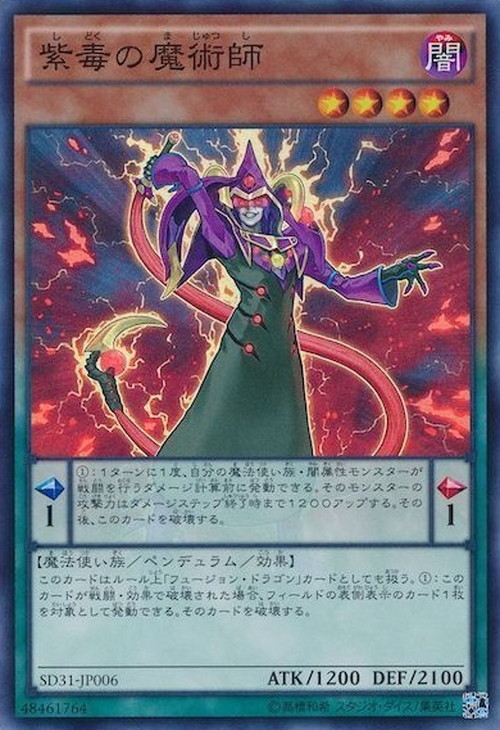 紫毒の魔術師
闇
①:1ターンに1度、自分の魔法使い族・闇属性モンスターが
戦闘を行うダメージ計算前に発動できる。そのモンスターの
攻撃力はダメージステップ終了時まで1200アップする。その
後、このカードを破壊する。
1
1
【魔法使い族/ペンデュラム/効果】
このカードはルール上「フュージョン・ドラゴン」カードとしても扱う。①:この
カードが戦闘・効果で破壊された場合、フィールドの表側表示のカード1枚
を対象として発動できる。そのカードを破壊する。
SD31-JP006
ATK/1200 DEF/2100
48461764
©高橋和希 スタジオ・ダイス/集英社